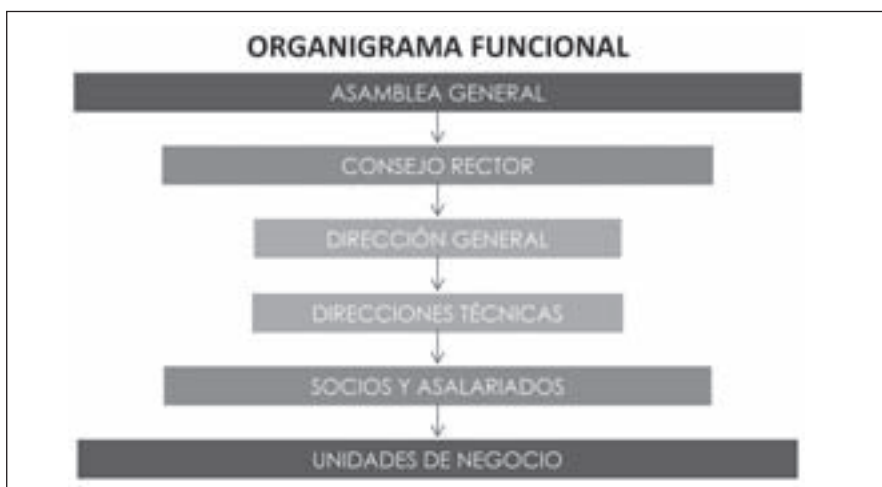 ORGANIGRAMA FUNCIONAL
ASAMBLEA GENERAL
CONSEJO RECTOR
DIRECCIÓN GENERAL
DIRECCIONES TÉCNICAS
SOCIOS Y ASALARIADOS
UNIDADES DE NEGOCIO